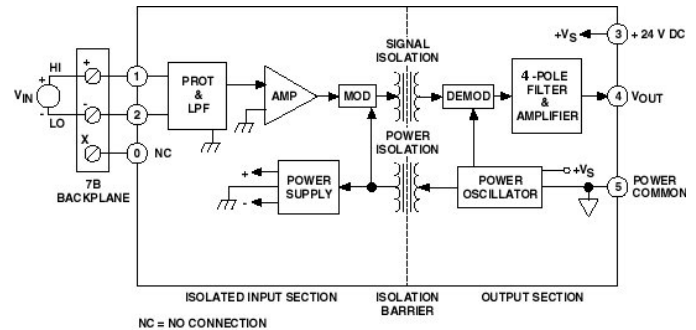 SIGNAL
ISOLATION
+VS
3
+ 24 V DC
HI
+
VIN
-
LO
+
-
X
1
2
0
NC
7B
BACKPLANE
PROT
&
LPF
AMP
MOD
DEMOD
4-POLE
FILTER
&
AMPLIFIER
4
VOUT
POWER
ISOLATION
+
-
POWER
SUPPLY
POWER
OSCILLATOR
+VS
5
POWER
COMMON
ISOLATED INPUT SECTION
ISOLATION
BARRIER
OUTPUT SECTION
NC = NO CONNECTION